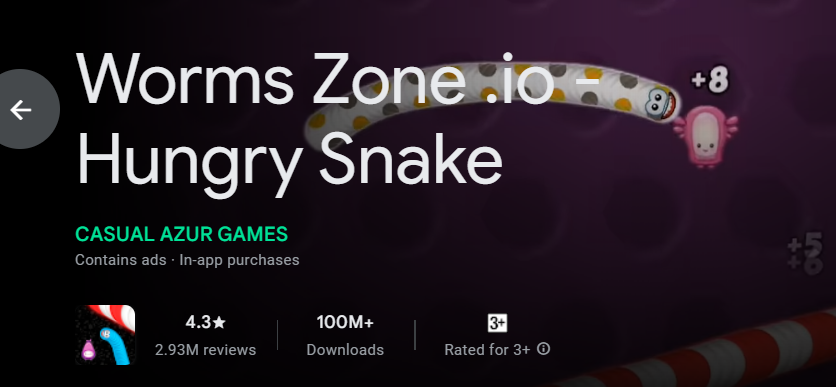 Worms Zone .io -
Hungry Snake
+8
CASUAL AZUR GAMES
+5
Contains ads · In-app purchases
+6
4.3★
100M+
3+
2.93M reviews
Downloads
Rated for 3+